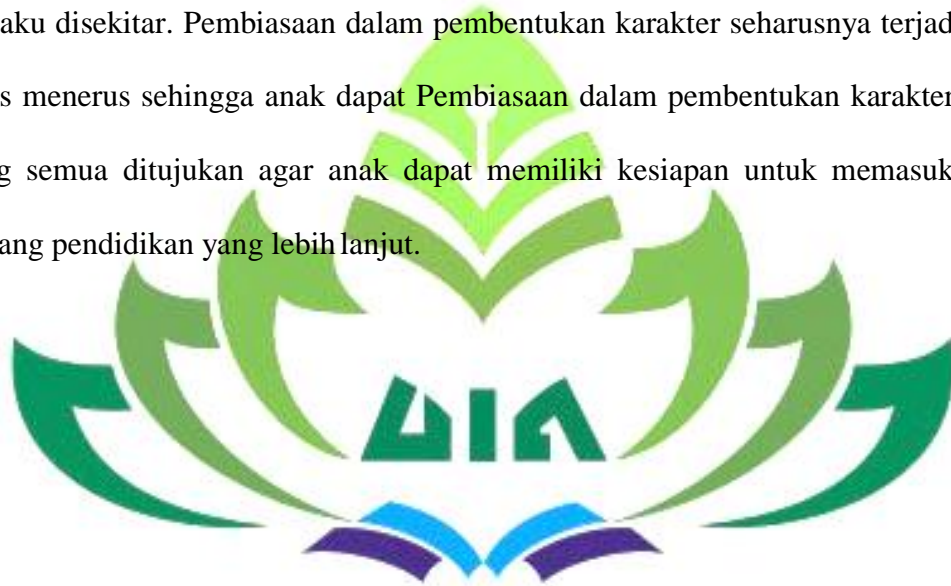 aku disekitar. Pembiasaan dalam pembentukan karakter seharusnya terjad
s menerus sehingga anak dapat Pembiasaan dalam pembentukan karakter
g semua ditujukan agar anak dapat memiliki kesiapan untuk memasuk
ang pendidikan yang lebih lanjut.
UIN